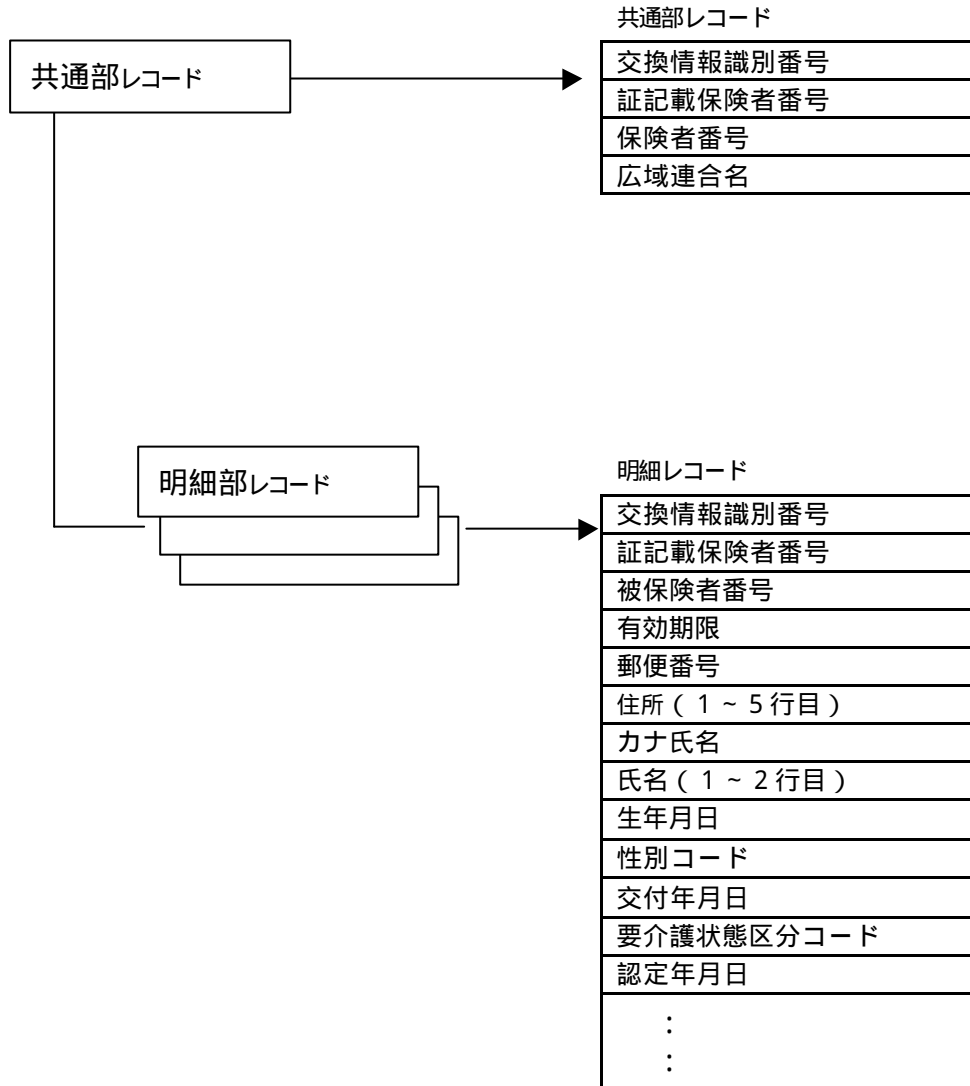 共通部レコード
共通部レコード
交換情報識別番号
証記載保険者番号
保険者番号
広域連合名
明細部レコード
明細レコード
交換情報識別番号
証記載保険者番号
被保険者番号
有効期限
郵便番号
住所(1~5行目)
カナ氏名
氏名(1~2行目)
生年月日
性別コード
交付年月日
要介護状態区分コード
認定年月日
:
: